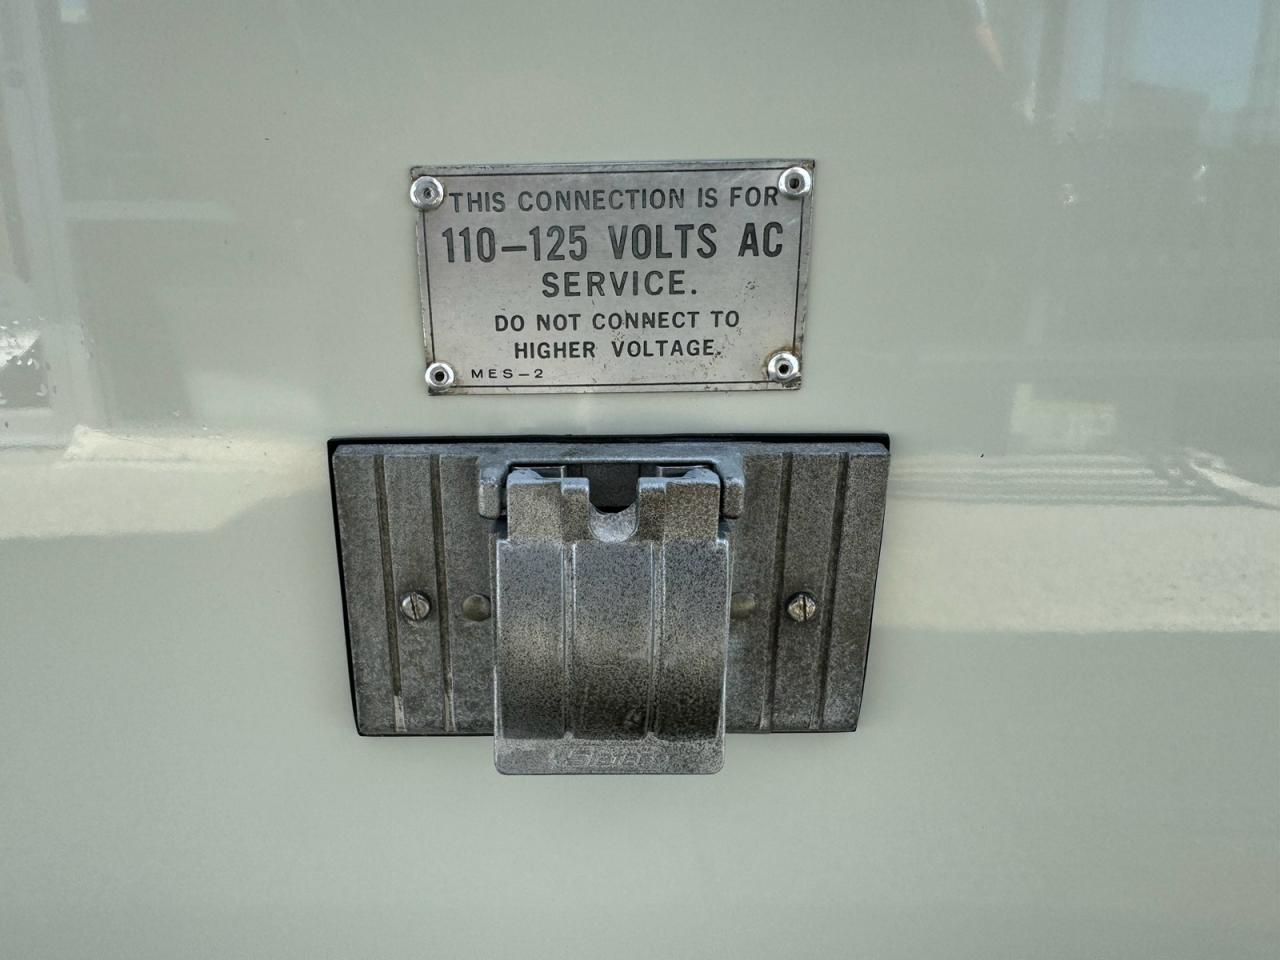 THIS CONNECTION IS FOR
110–125 VOLTS AC
SERVICE.
DO NOT CONNECT TO
HIGHER VOLTAGE.
MES–2